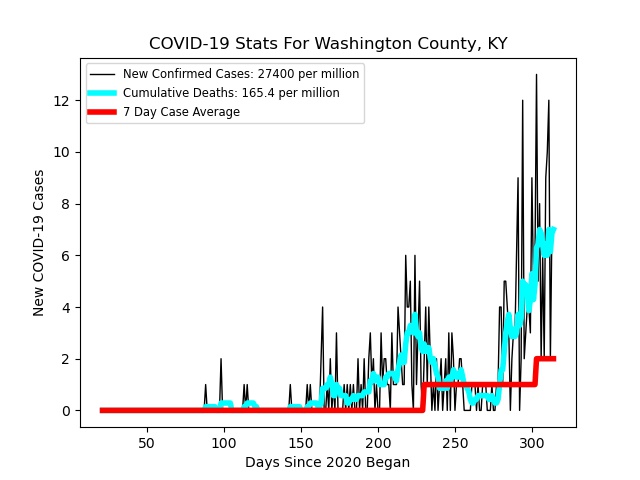 COVID-19 Stats For Washington County, KY
New Confirmed Cases: 27400 per million
Cumulative Deaths: 165.4 per million
7 Day Case Average
New COVID-19 Cases
12
10
8
6
4
2
0
50 100 150 200 250 300
Days Since 2020 Began